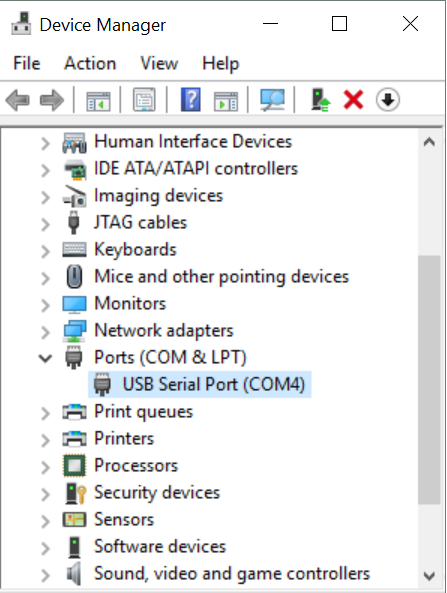 Device Manager
File Action View Help
Human Interface Devices
IDE ATA/ATAPI controllers
Imaging devices
JTAG cables
Keyboards
Mice and other pointing devices
Monitors
Network adapters
Ports (COM & LPT)
USB Serial Port (COM4)
Print queues
Printers
Processors
Security devices
Sensors
Software devices
Sound, video and game controllers